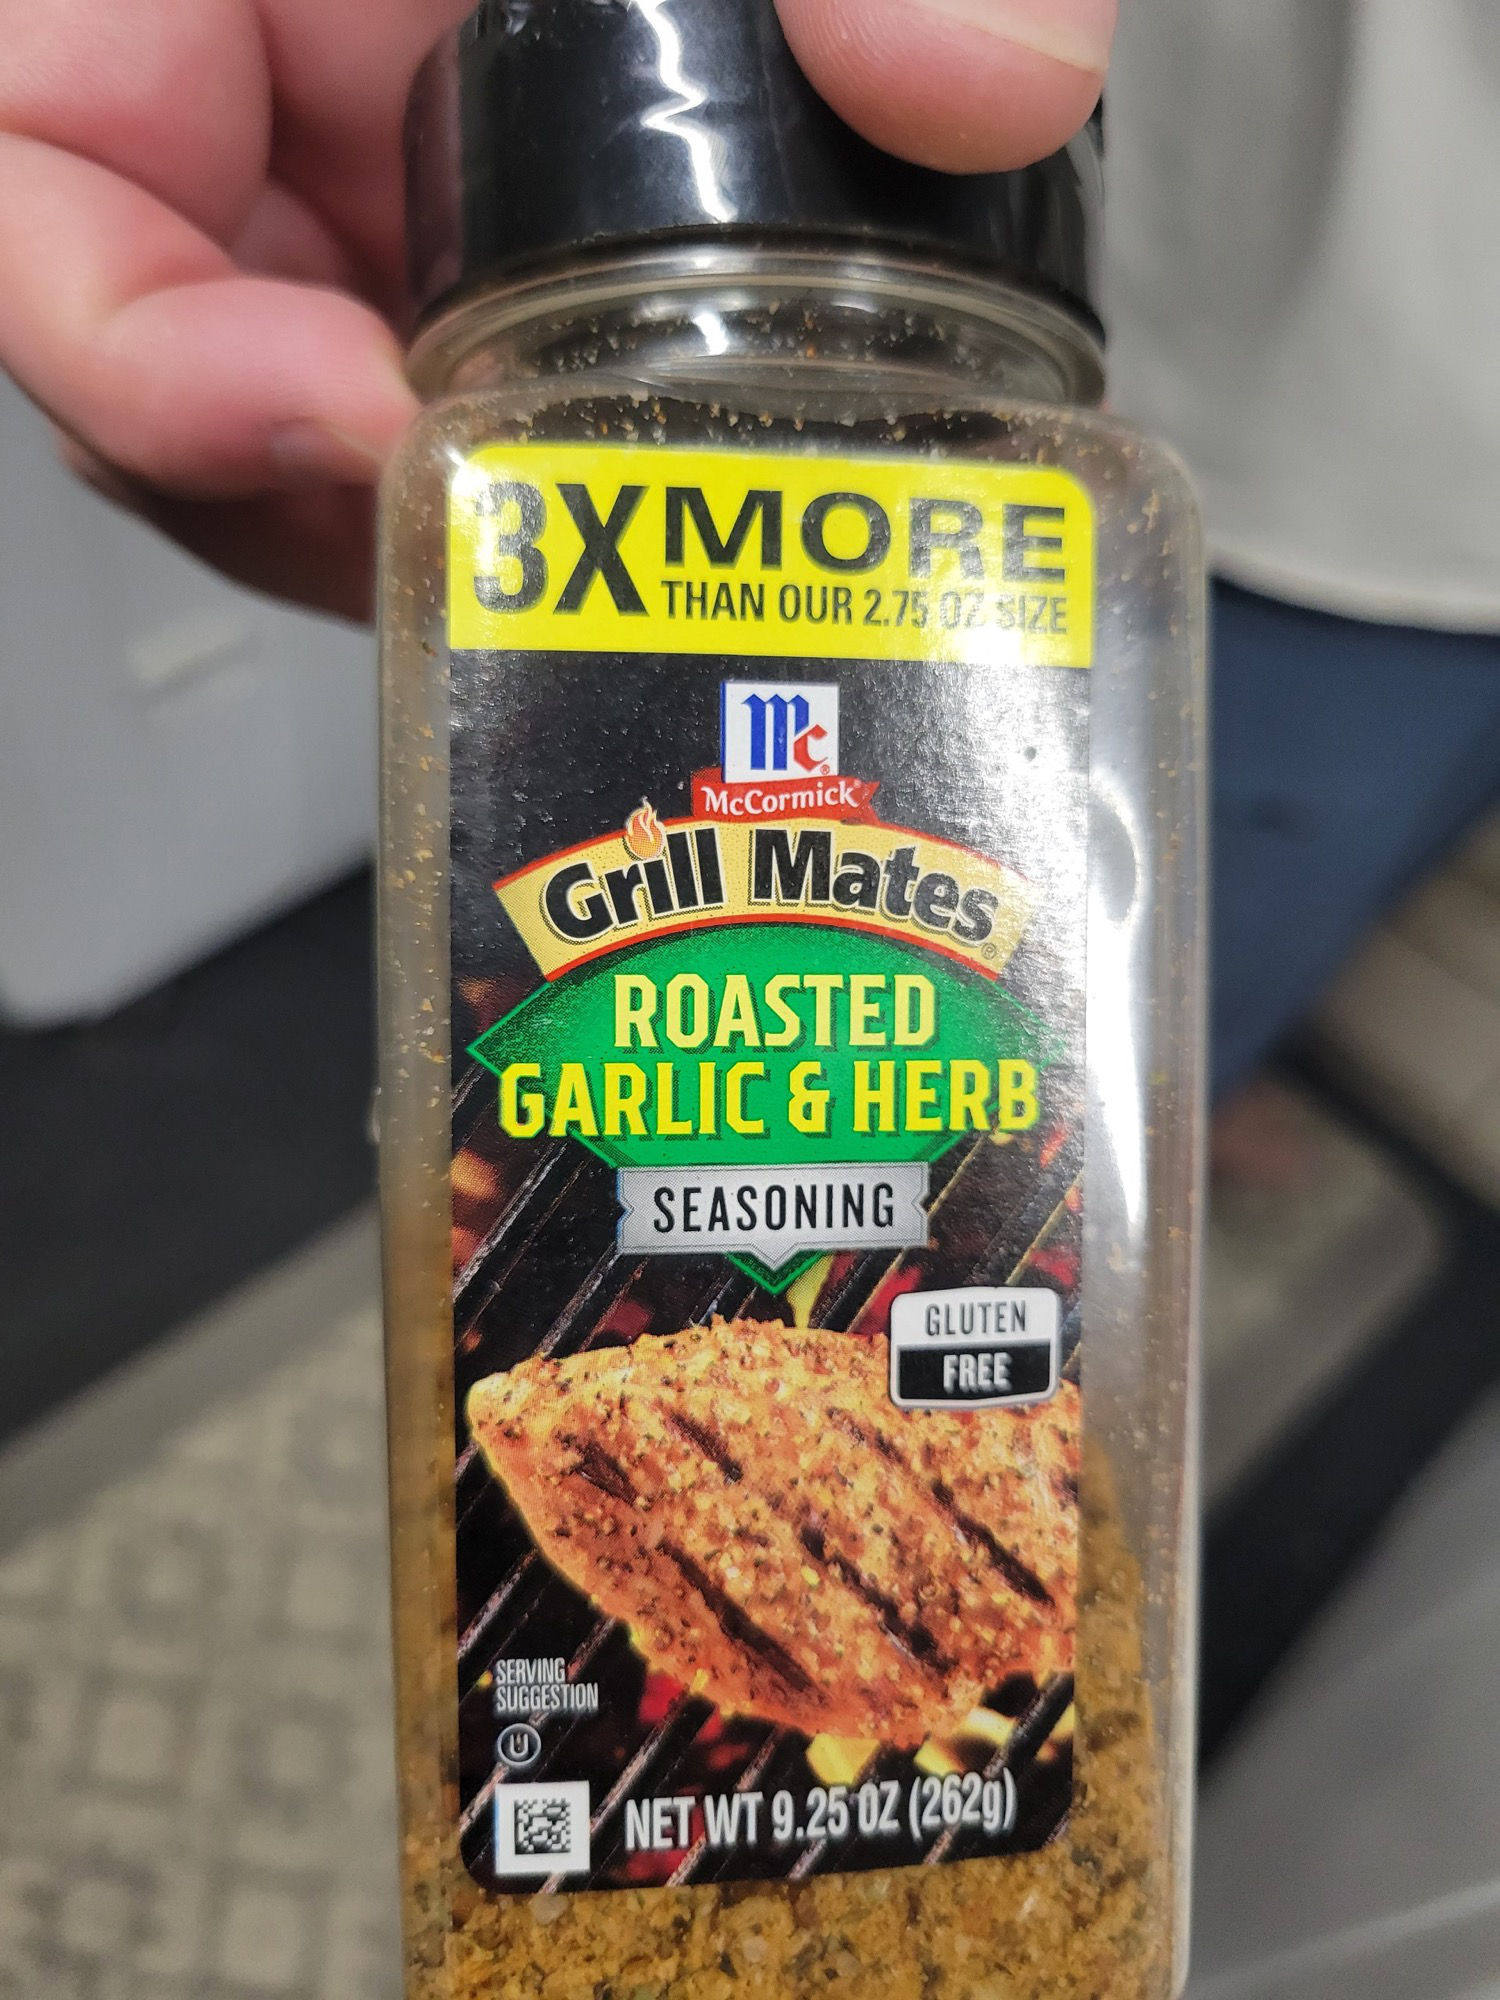 3X MORE
THAN OUR 2.75 OZ SIZE
Mc®
McCormick®
Grill Mates®
ROASTED
GARLIC & HERB
SEASONING
GLUTEN
FREE
SERVING
SUGGESTION
U
NET WT 9.25 OZ (262g)